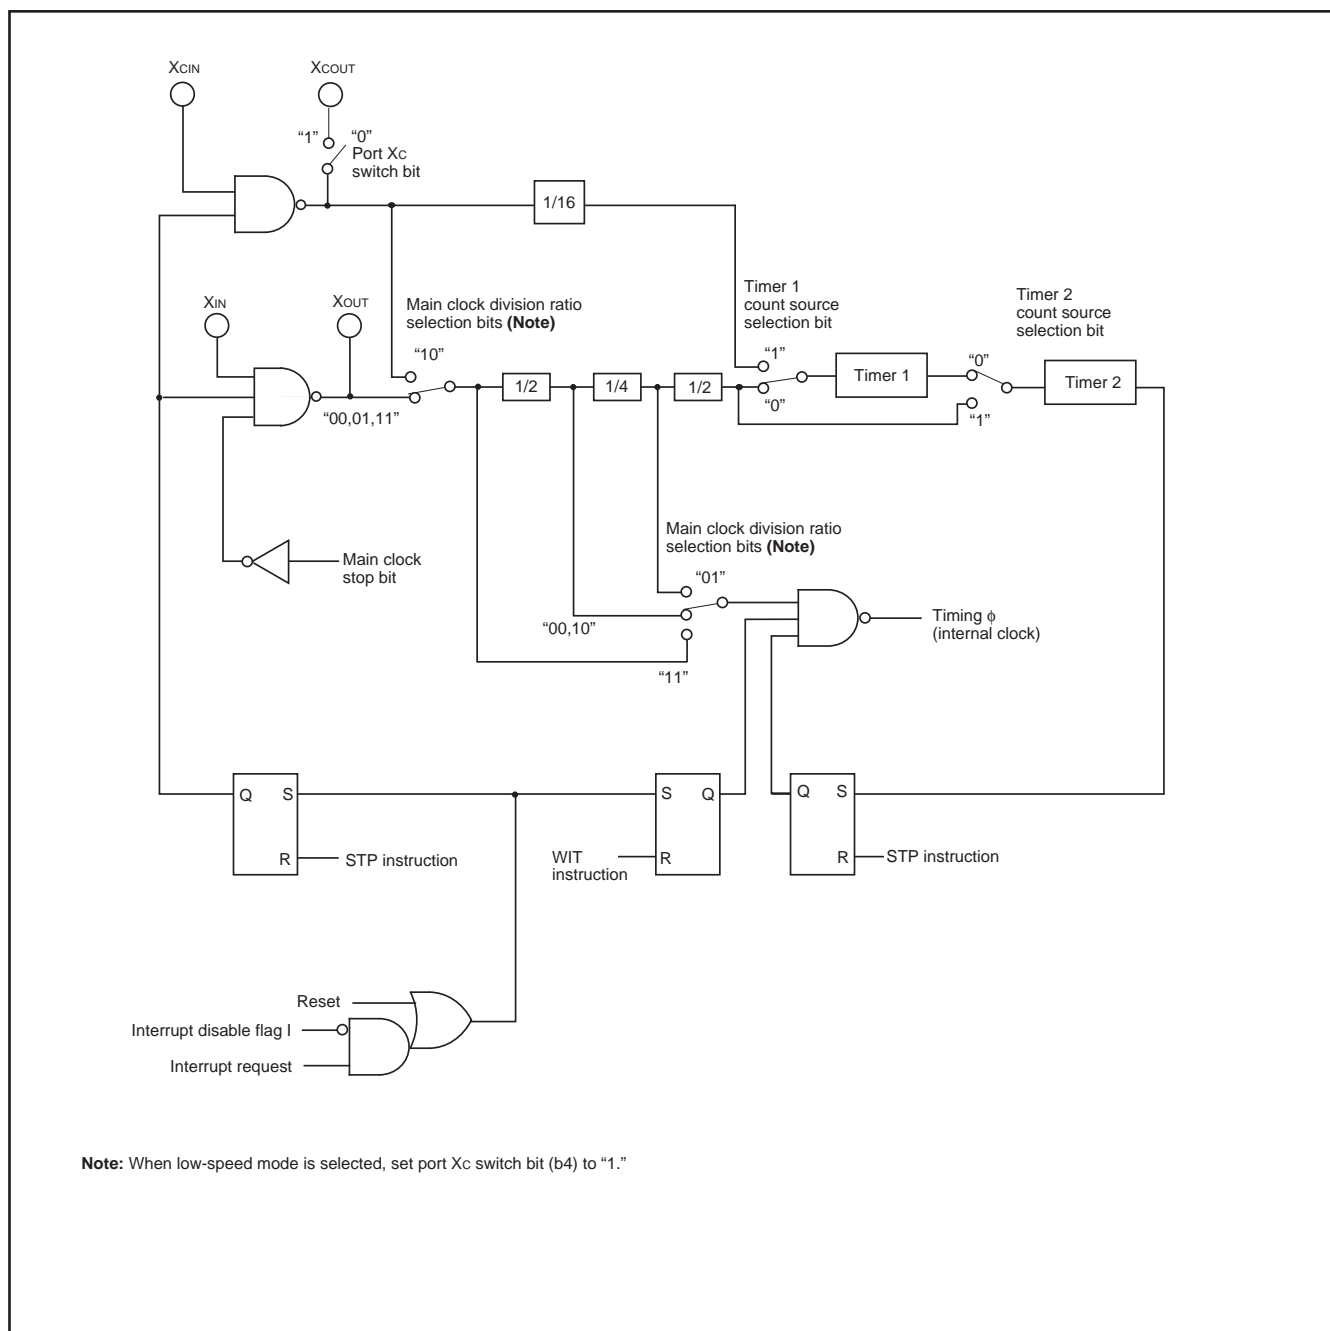 XCIN
XCOUT
“1”
“0”
Port XC
switch bit
1/16
XIN
XOUT
Main clock division ratio
selection bits (Note)
“10”
“00,01,11”
1/2
1/4
1/2
Timer 1
count source
selection bit
“1”
“0”
Timer 1
Timer 2
count source
selection bit
“0”
“1”
Timer 2
Main clock
stop bit
Main clock division ratio
selection bits (Note)
“01”
“00,10”
“11”
Timing ϕ
(internal clock)
Q
S
R
STP instruction
S
Q
R
WIT
instruction
Q
S
R
STP instruction
Reset
Interrupt disable flag I
Interrupt request
Note: When low-speed mode is selected, set port XC switch bit (b4) to “1.”